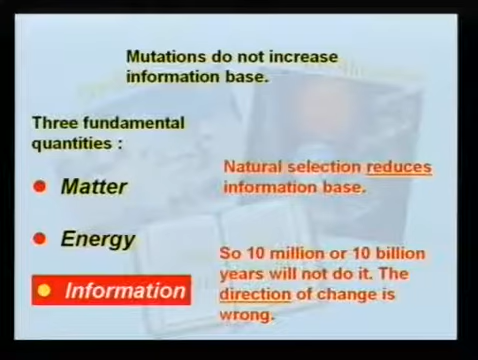 Mutations do not increase
information base.
Three fundamental
quantities :
Matter
Energy
Information
Natural selection reduces
information base.
So 10 million or 10 billion
years will not do it. The
direction of change is
wrong.